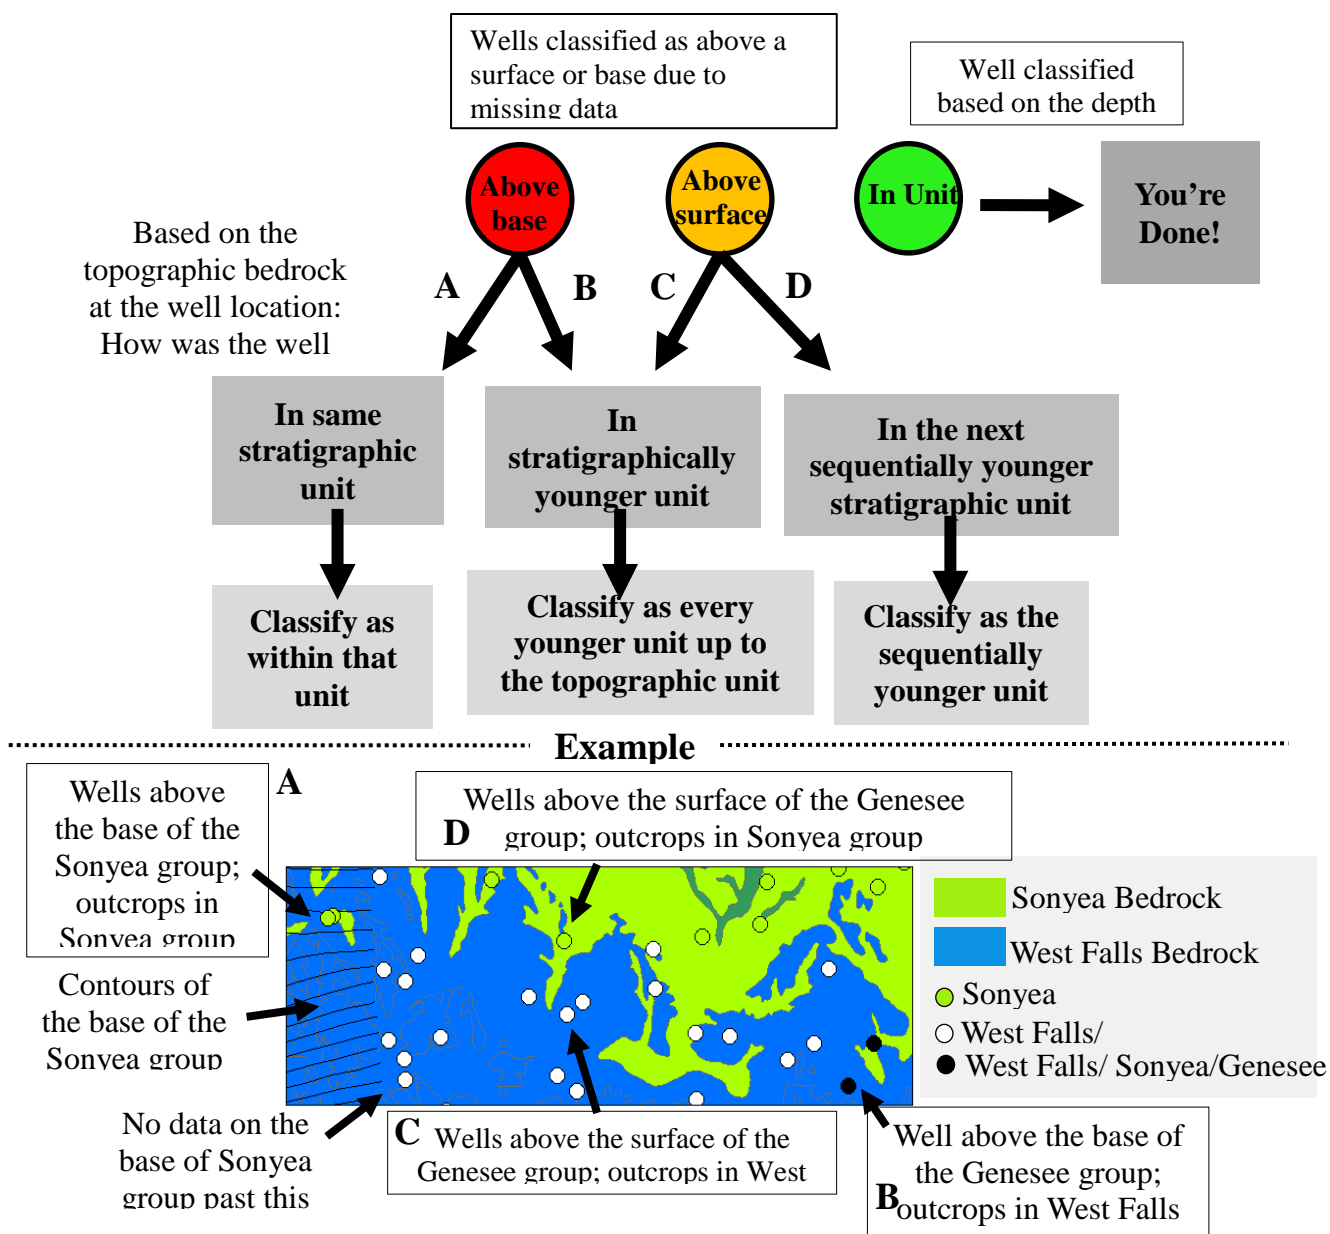 Wells classified as above a
surface or base due to
missing data
Well classified
based on the depth
Above
base
Above
surface
In Unit
You’re
Done!
Based on the
topographic bedrock
at the well location:
How was the well
A
B
C
D
In same
stratigraphic
unit
In
stratigraphically
younger unit
In the next
sequentially younger
stratigraphic unit
Classify as
within that
unit
Classify as every
younger unit up to
the topographic unit
Classify as the
sequentially
younger unit
Example
A
Wells above
the base of the
Sonyea group;
outcrops in
Sonyea group
D
Wells above the surface of the Genesee
group; outcrops in Sonyea group
Contours of
the base of the
Sonyea group
No data on the
base of Sonyea
group past this
C
Wells above the surface of the
Genesee group; outcrops in West
B
Well above the base of
the Genesee group;
outcrops in West Falls
Sonyea Bedrock
West Falls Bedrock
Sonyea
West Falls/
West Falls/ Sonyea/Genesee